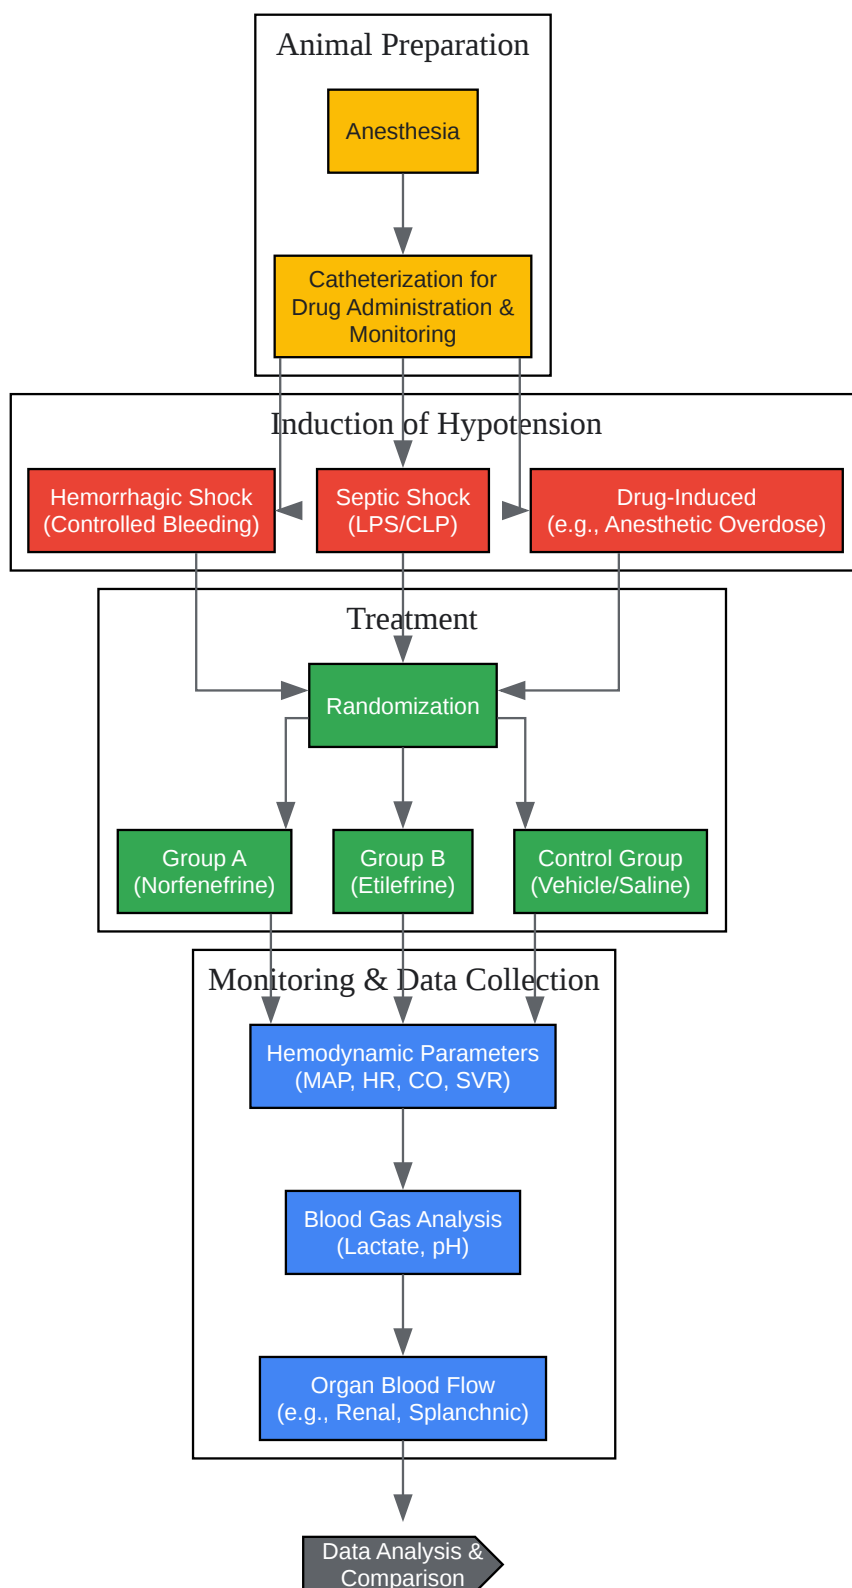 Animal Preparation
Anesthesia
Catheterization for
Drug Administration &
Monitoring
Induction of Hypotension
Hemorrhagic Shock
(Controlled Bleeding)
Septic Shock
(LPS/CLP)
Drug-Induced
(e.g., Anesthetic Overdose)
Treatment
Randomization
Group A
(Norfenefrine)
Group B
(Etilefrine)
Control Group
(Vehicle/Saline)
Monitoring & Data Collection
Hemodynamic Parameters
(MAP, HR, CO, SVR)
Blood Gas Analysis
(Lactate, pH)
Organ Blood Flow
(e.g., Renal, Splanchnic)
Data Analysis &
Comparison